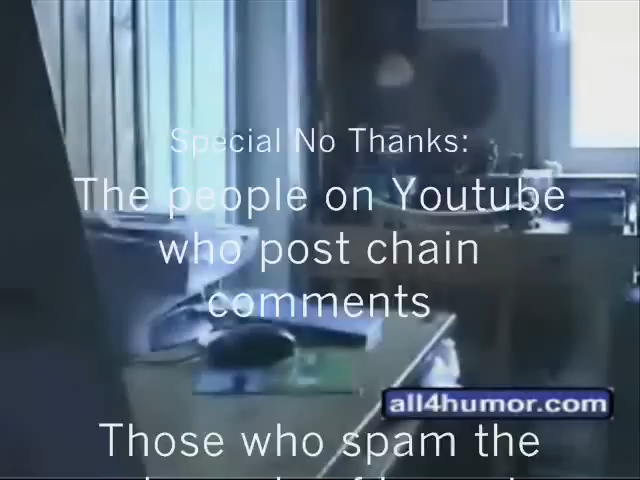 Special No Thanks:
The people on Youtube
who post chain
comments
all4humor.com
Those who spam the